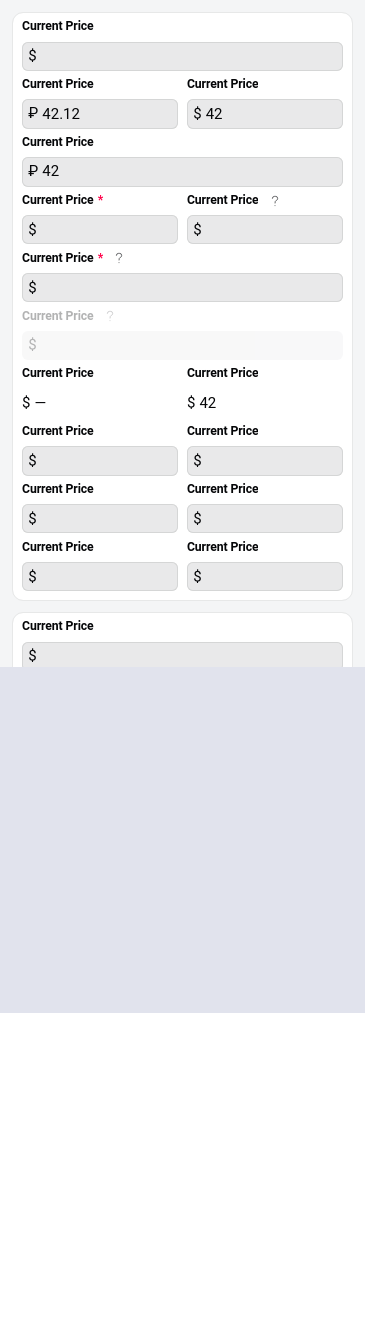 Current Price
$
Current Price Current Price
₽ 42.12 $ 42
Current Price
₽ 42
Current Price * Current Price ?
$ $
Current Price * ?
$
Current Price ?
$
Current Price Current Price
$ — $ 42
Current Price Current Price
$ $
Current Price Current Price
$ $
Current Price Current Price
$ $
Current Price
$